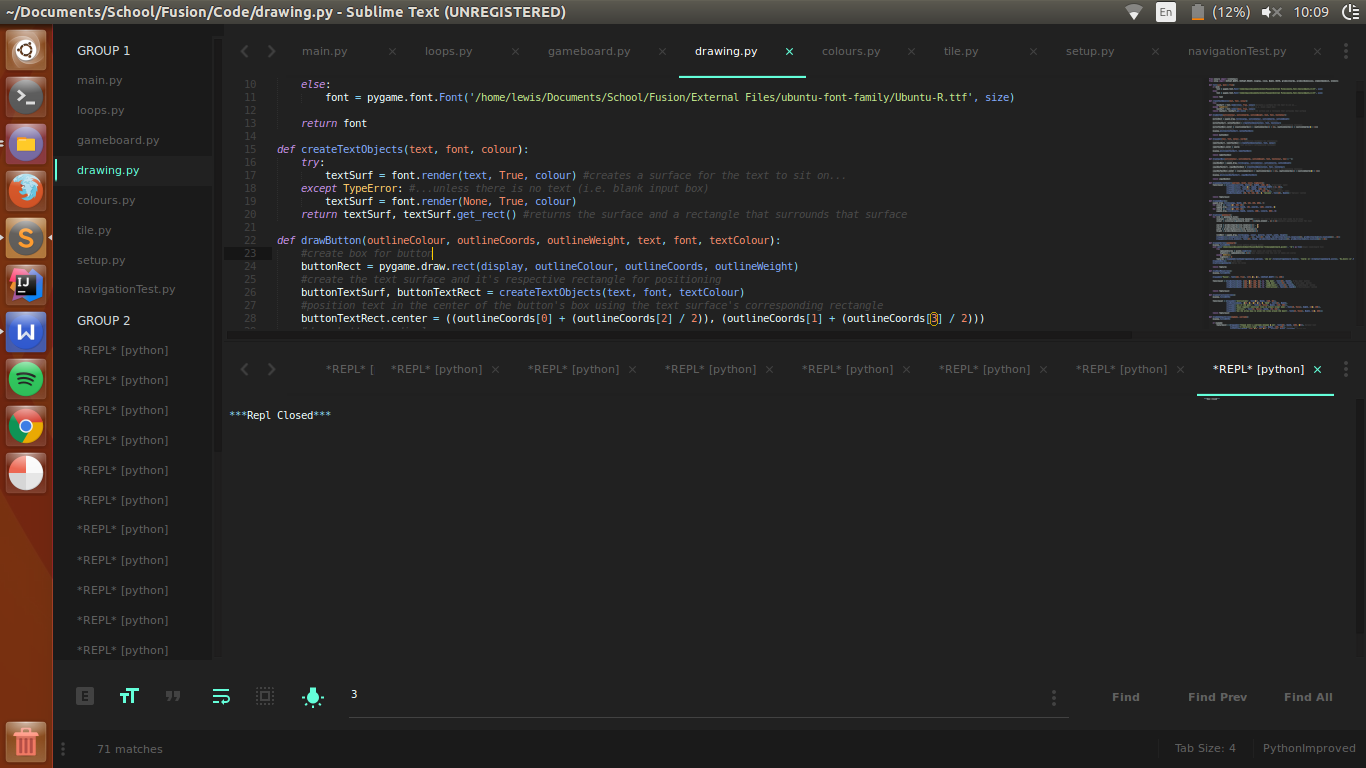 ~/Documents/School/Fusion/Code/drawing.py - Sublime Text (UNREGISTERED)
En (12%) 10:09
GROUP 1
main.py
loops.py
gameboard.py
drawing.py
colours.py
tile.py
setup.py
navigationTest.py
GROUP 2
*REPL* [python]
*REPL* [python]
*REPL* [python]
*REPL* [python]
*REPL* [python]
*REPL* [python]
*REPL* [python]
*REPL* [python]
*REPL* [python]
*REPL* [python]
*REPL* [python]
main.py × loops.py × gameboard.py × drawing.py × colours.py × tile.py × setup.py × navigationTest.py ×
10 else:
11 font = pygame.font.Font('/home/lewis/Documents/School/Fusion/External Files/ubuntu-font-family/Ubuntu-R.ttf', size)
12
13 return font
14
15 def createTextObjects(text, font, colour):
16 try:
17 textSurf = font.render(text, True, colour) #creates a surface for the text to sit on...
18 except TypeError: #...unless there is no text (i.e. blank input box)
19 textSurf = font.render(None, True, colour)
20 return textSurf, textSurf.get_rect() #returns the surface and a rectangle that surrounds that surface
21
22 def drawButton(outlineColour, outlineCoords, outlineWeight, text, font, textColour):
23 #create box for button
24 buttonRect = pygame.draw.rect(display, outlineColour, outlineCoords, outlineWeight)
25 #create the text surface and it's respective rectangle for positioning
26 buttonTextSurf, buttonTextRect = createTextObjects(text, font, textColour)
27 #position text in the center of the button's box using the text surface's corresponding rectangle
28 buttonTextRect.center = ((outlineCoords[0] + (outlineCoords[2] / 2)), (outlineCoords[1] + (outlineCoords[3] / 2)))
*REPL* [ *REPL* [python] × *REPL* [python] × *REPL* [python] × *REPL* [python] × *REPL* [python] × *REPL* [python] × *REPL* [python] ×
***Repl Closed***
3
Find Find Prev Find All
71 matches
Tab Size: 4 PythonImproved